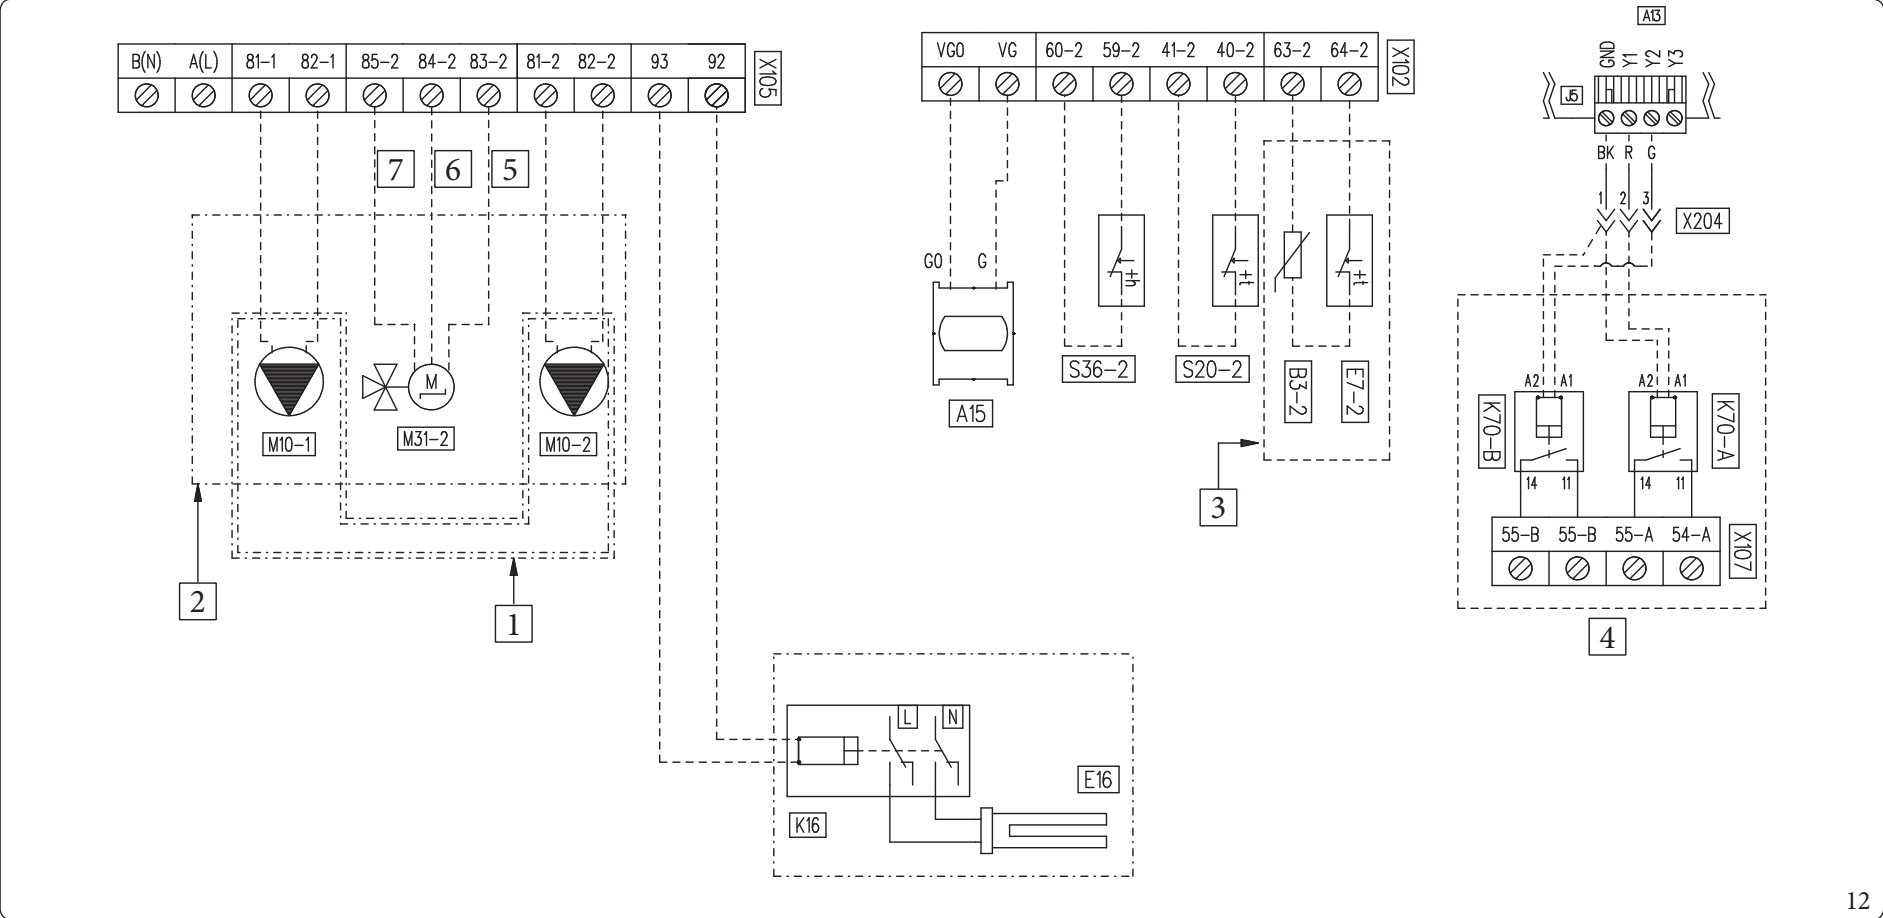 A13
B(N) A(L) 81-1 82-1 85-2 84-2 83-2 81-2 82-2 93 92 X105
VG0 VG 60-2 59-2 41-2 40-2 63-2 64-2 X102
GND Y1 Y2 Y3
J5
BK R G
7 6 5
1 2 3
X204
G0 G
th t t
M
A2 A1 A2 A1
S36-2 S20-2 B3-2 E7-2
A15
M10-1 M31-2 M10-2
K70-B K70-A
14 11 14 11
3
55-B 55-B 55-A 54-A X107
2
1
4
L N
E16
K16
12